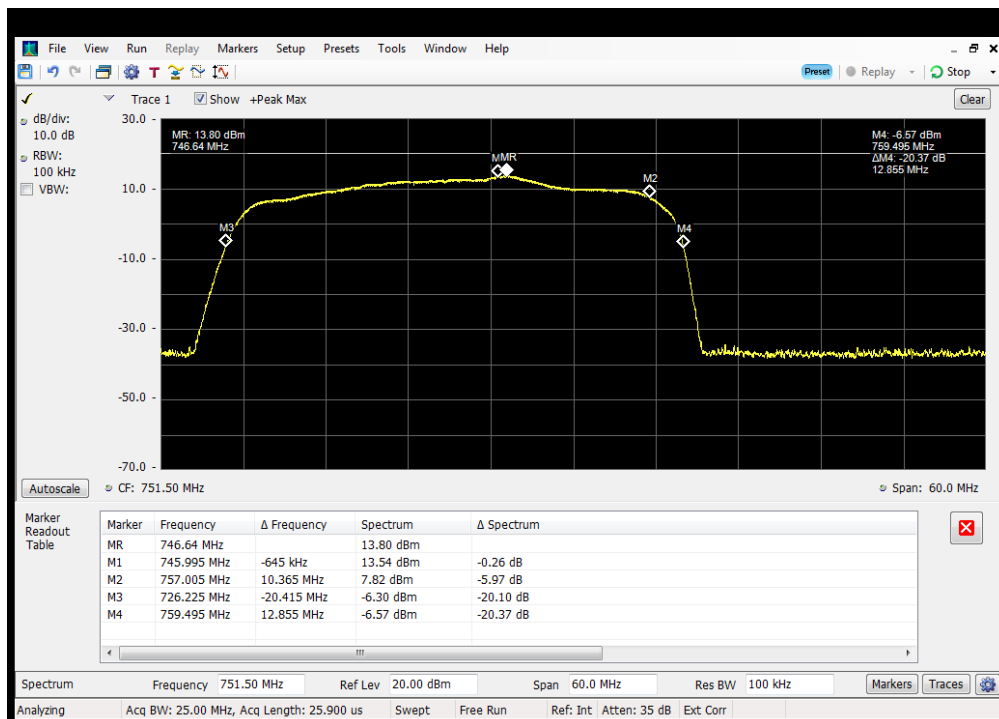 File View Run Replay Markers Setup Presets Tools Window Help
T Preset Replay Stop
Trace 1 Show +Peak Max Clear
dB/div:
10.0 dB
RBW:
100 kHz
VBW:
30.0
10.0
-10.0
-30.0
-50.0
-70.0
MR: 13.80 dBm
746.64 MHz
M4: -6.57 dBm
759.495 MHz
ΔM4: -20.37 dB
12.855 MHz
MMR
M2
M3
M4
Autoscale CF: 751.50 MHz Span: 60.0 MHz
Marker
Readout
Table
Marker Frequency Δ Frequency Spectrum Δ Spectrum
MR 746.64 MHz 13.80 dBm
M1 745.995 MHz -645 kHz 13.54 dBm -0.26 dB
M2 757.005 MHz 10.365 MHz 7.82 dBm -5.97 dB
M3 726.225 MHz -20.415 MHz -6.30 dBm -20.10 dB
M4 759.495 MHz 12.855 MHz -6.57 dBm -20.37 dB
Spectrum Frequency 751.50 MHz Ref Lev 20.00 dBm Span 60.0 MHz Res BW 100 kHz Markers Traces
Analyzing Acq BW: 25.00 MHz, Acq Length: 25.900 us Swept Free Run Ref: Int Atten: 35 dB Ext Corr